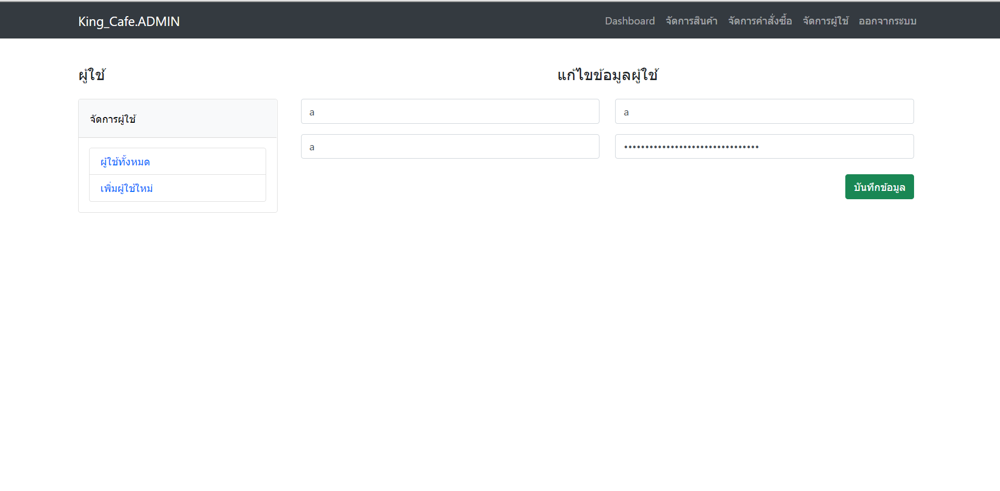 King_Cafe.ADMIN
Dashboard จัดการสินค้า จัดการคำสั่งซื้อ จัดการผู้ใช้ ออกจากระบบ
ผู้ใช้
แก้ไขข้อมูลผู้ใช้
จัดการผู้ใช้
ผู้ใช้ทั้งหมด
เพิ่มผู้ใช้ใหม่
a
a
a
••••••••••••••••••••••••••••••••
บันทึกข้อมูล